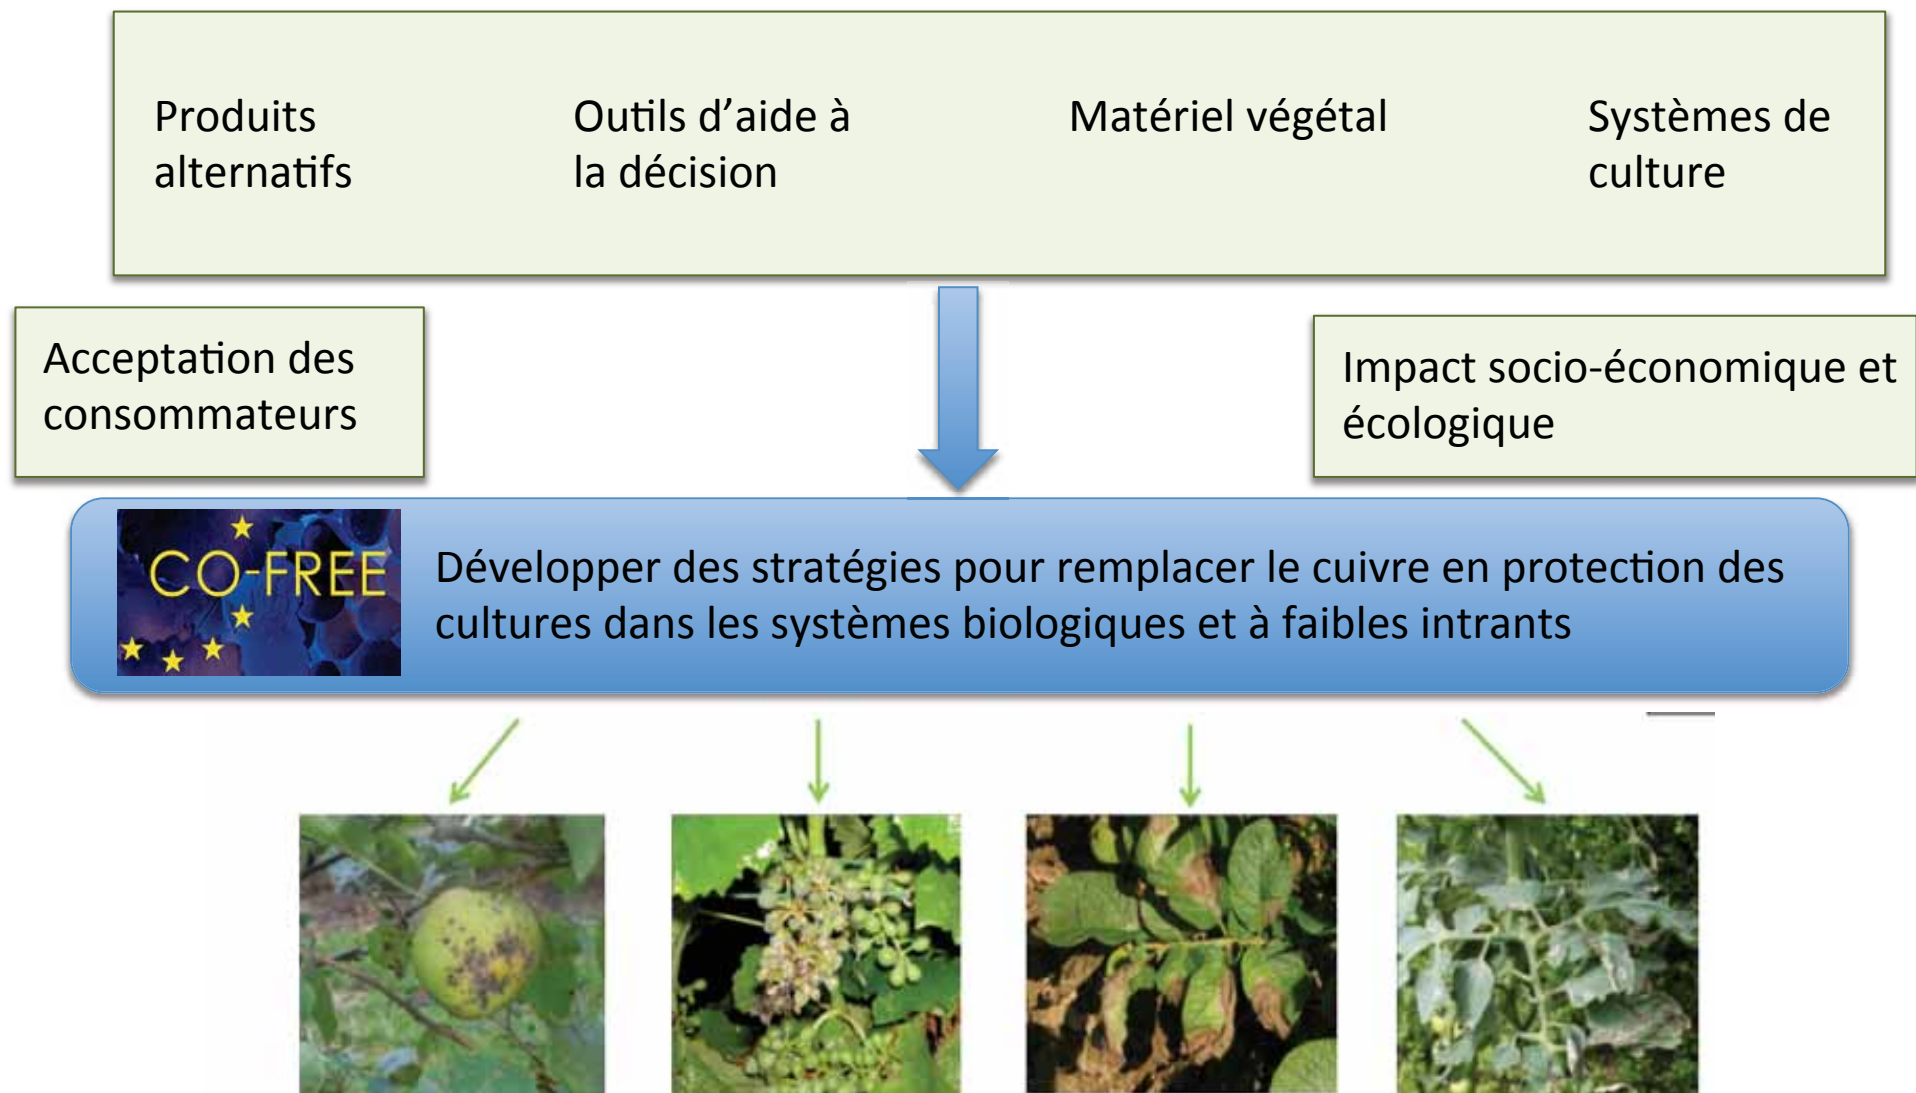 Produits
alternatifs
Outils d'aide à
la décision
Matériel végétal
Systèmes de
culture
Acceptation des
consommateurs
Impact socio-économique et
écologique
CO-FREE
Développer des stratégies pour remplacer le cuivre en protection des
cultures dans les systèmes biologiques et à faibles intrants